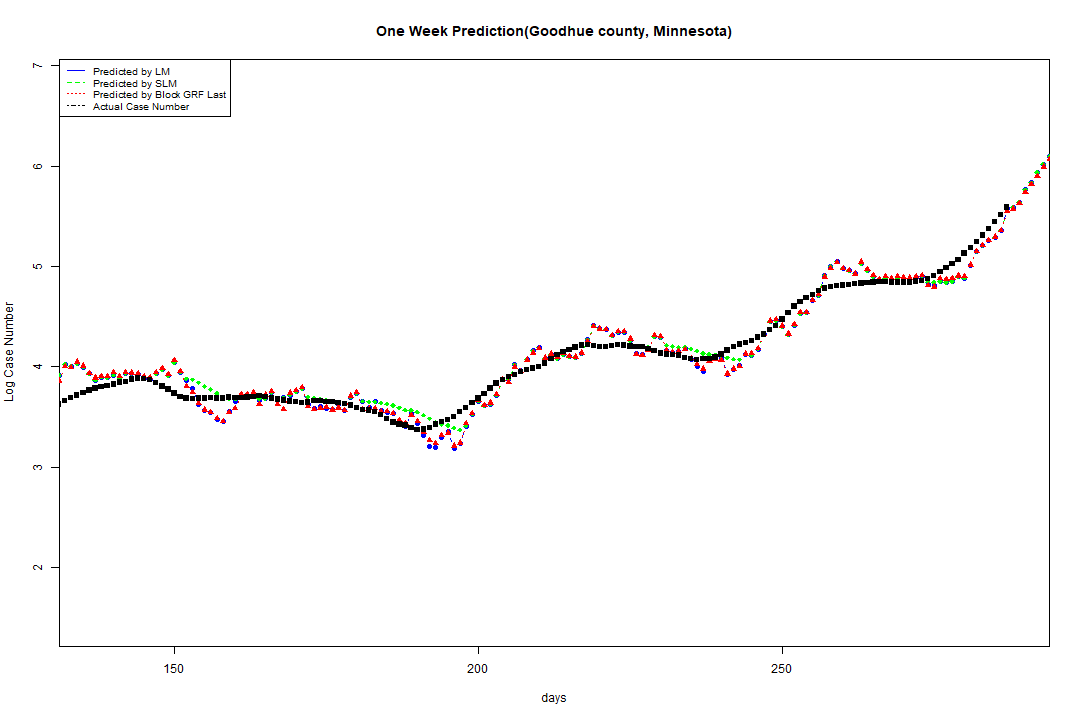 One Week Prediction(Goodhue county, Minnesota)
Predicted by LM
Predicted by SLM
Predicted by Block GRF Last
Actual Case Number
Log Case Number
7
6
5
4
3
2
150
200
250
days